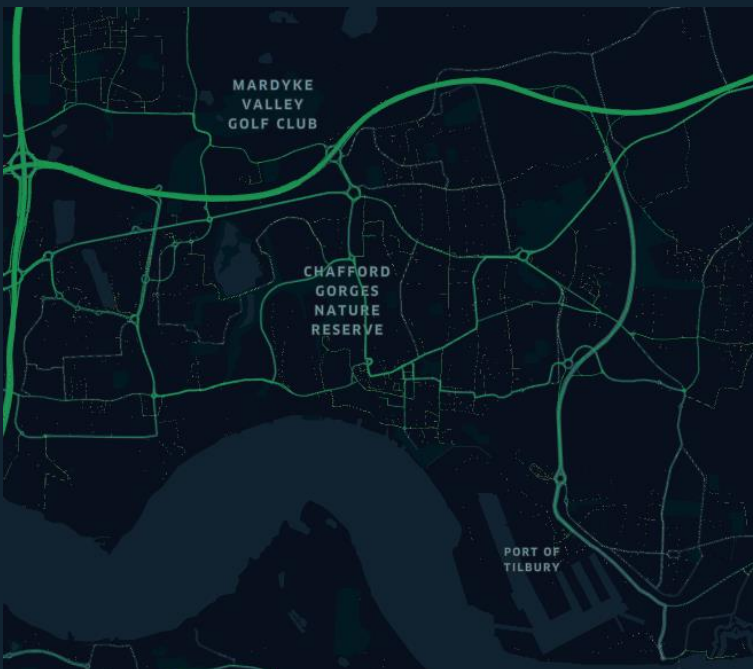 MARDYKE
VALLEY
GOLF CLUB
CHAFFORD
GORGES
NATURE
RESERVE
PORT OF
TILBURY